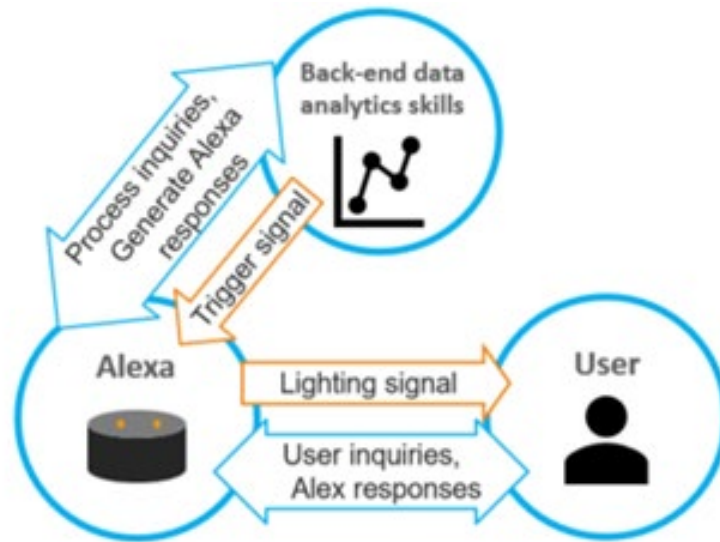 Back-end data
analytics skills
Process inquiries,
Generate Alexa
responses
Trigger signal
Alexa
Lighting signal
User
User inquiries,
Alex responses